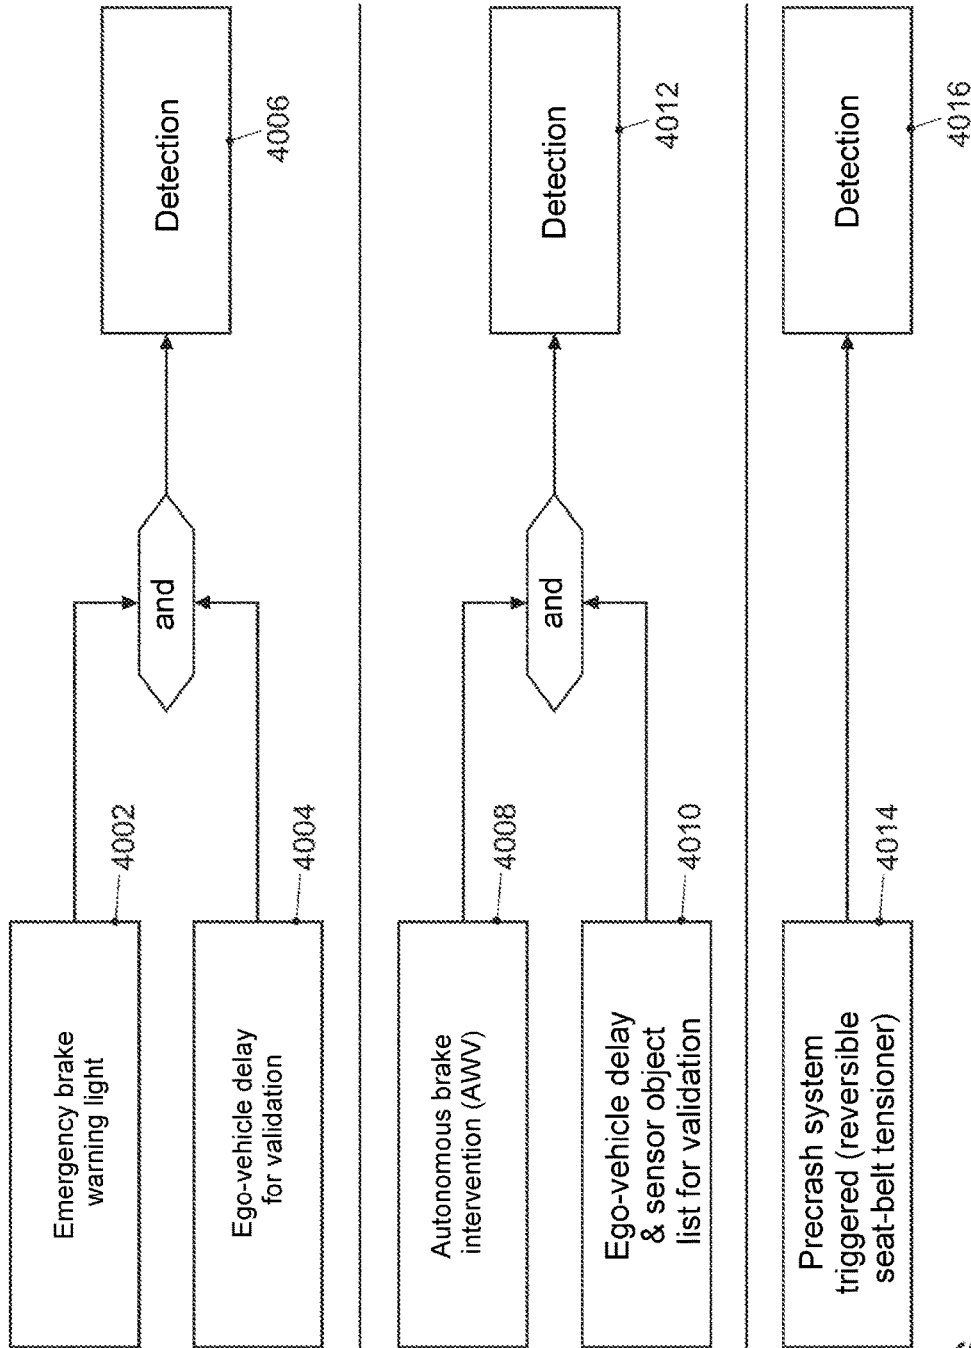 Emergency brake
warning light
4002
Ego-vehicle delay
for validation
4004
and
Detection
4006
Autonomous brake
intervention (AWV)
4008
Ego-vehicle delay
& sensor object
list for validation
4010
and
Detection
4012
Precrash system
triggered (reversible
seat-belt tensioner)
4014
Detection
4016